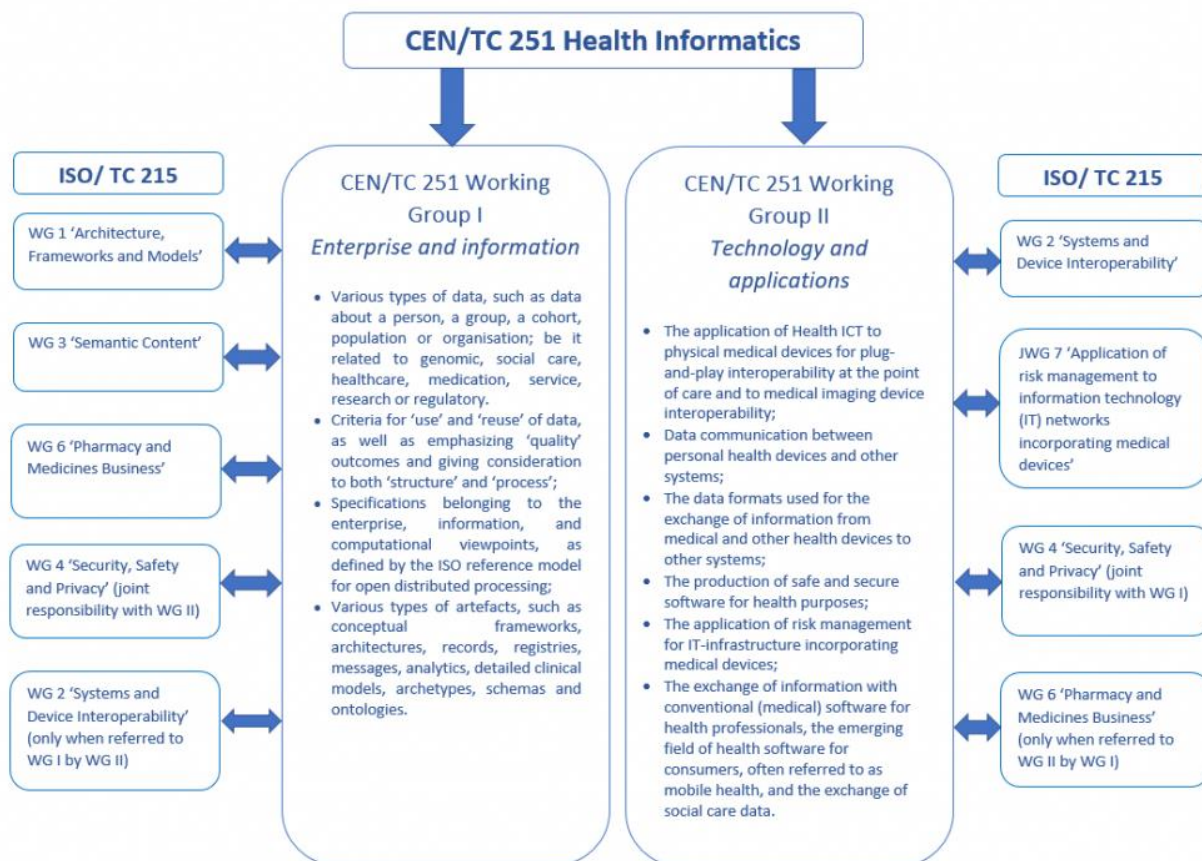 CEN/TC 251 Health Informatics
ISO/ TC 215
WG 1 ‘Architecture,
Frameworks and Models’
WG 3 ‘Semantic Content’
WG 6 ‘Pharmacy and
Medicines Business’
WG 4 ‘Security, Safety
and Privacy’ (joint
responsibility with WG II)
WG 2 ‘Systems and
Device Interoperability’
(only when referred to
WG I by WG II)
CEN/TC 251 Working
Group I
Enterprise and information
• Various types of data, such as data
about a person, a group, a cohort,
population or organisation; be it
related to genomic, social care,
healthcare, medication, service,
research or regulatory.
• Criteria for ‘use’ and ‘reuse’ of data,
as well as emphasizing ‘quality’
outcomes and giving consideration
to both ‘structure’ and ‘process’;
• Specifications belonging to the
enterprise, information, and
computational viewpoints, as
defined by the ISO reference model
for open distributed processing;
• Various types of artefacts, such as
conceptual frameworks,
architectures, records, registries,
messages, analytics, detailed clinical
models, archetypes, schemas and
ontologies.
CEN/TC 251 Working
Group II
Technology and
applications
• The application of Health ICT to
physical medical devices for plug-
and-play interoperability at the point
of care and to medical imaging device
interoperability;
• Data communication between
personal health devices and other
systems;
• The data formats used for the
exchange of information from
medical and other health devices to
other systems;
• The production of safe and secure
software for health purposes;
• The application of risk management
for IT-infrastructure incorporating
medical devices;
• The exchange of information with
conventional (medical) software for
health professionals, the emerging
field of health software for
consumers, often referred to as
mobile health, and the exchange of
social care data.
ISO/ TC 215
WG 2 ‘Systems and
Device Interoperability’
JWG 7 ‘Application of
risk management to
information technology
(IT) networks
incorporating medical
devices’
WG 4 ‘Security, Safety
and Privacy’ (joint
responsibility with WG I)
WG 6 ‘Pharmacy and
Medicines Business’
(only when referred to
WG II by WG I)